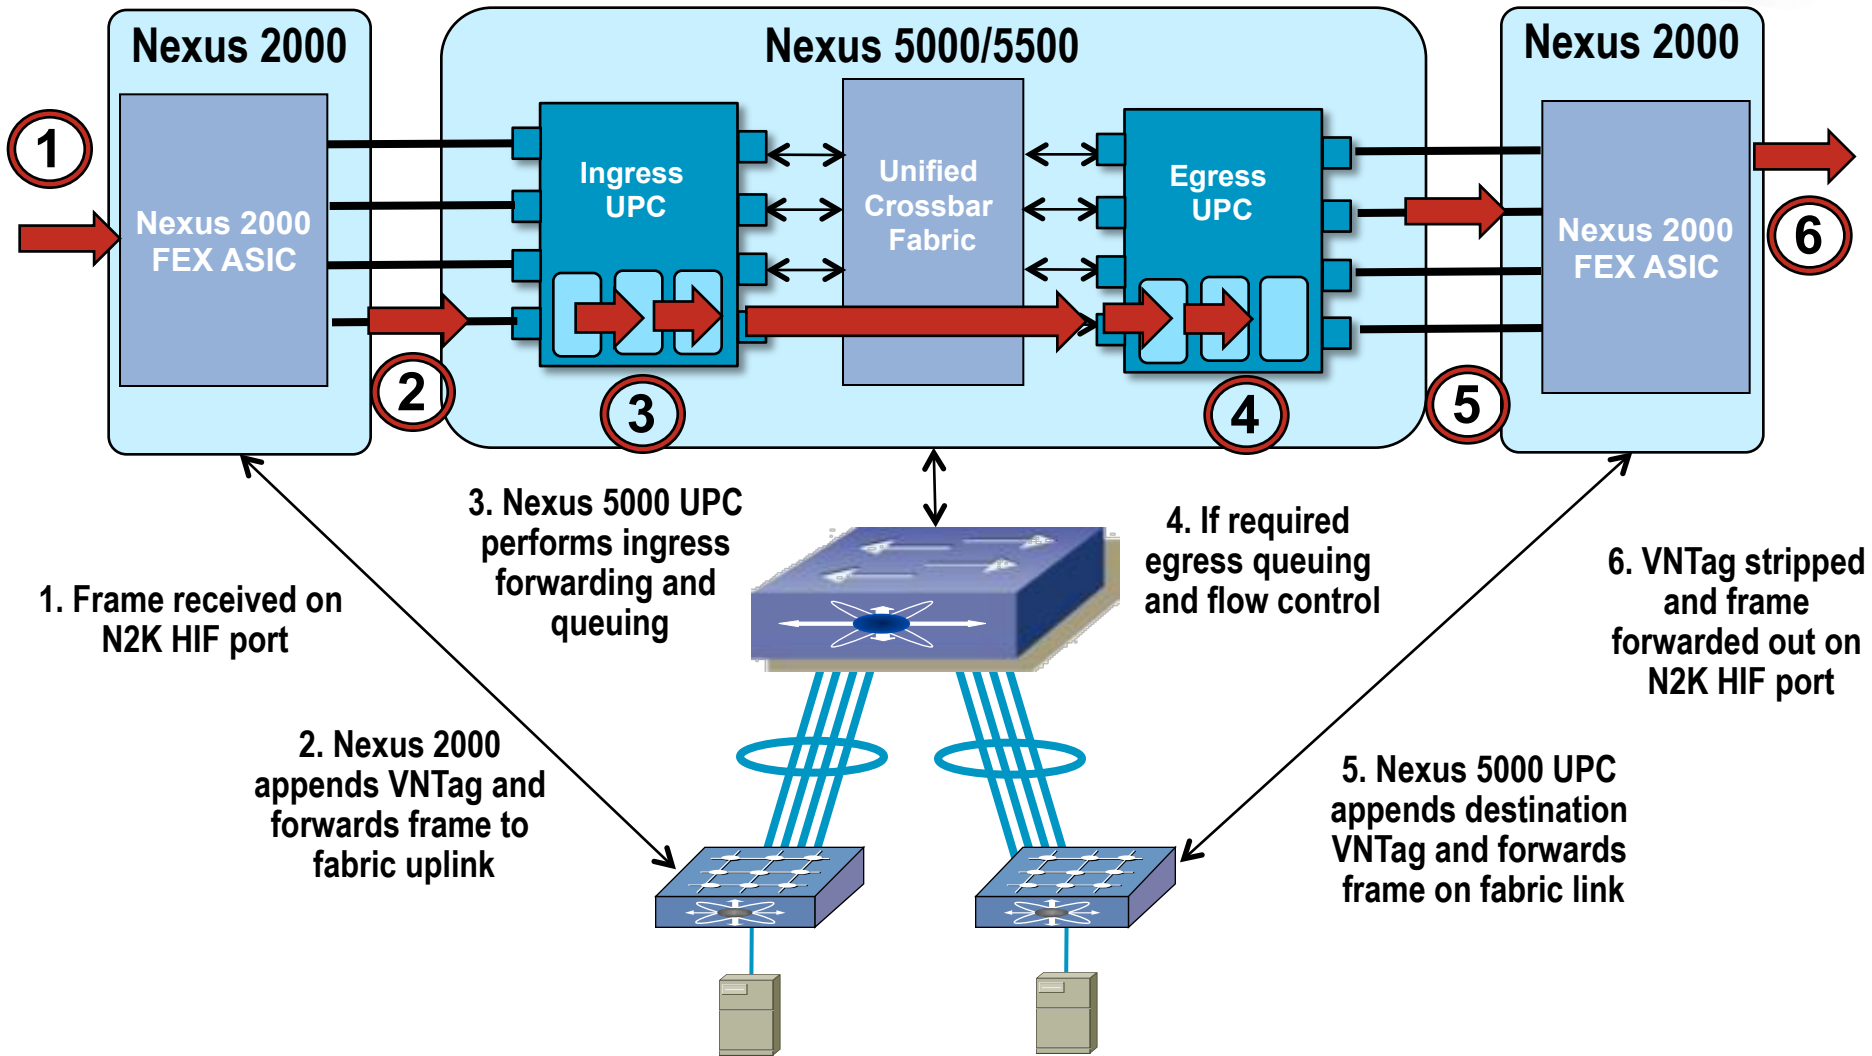 Nexus 2000
Nexus 5000/5500
Nexus 2000
1
Nexus 2000
FEX ASIC
2
Ingress
UPC
3
Unified
Crossbar
Fabric
Egress
UPC
4
5
Nexus 2000
FEX ASIC
6
1. Frame received on
N2K HIF port
2. Nexus 2000
appends VNTag and
forwards frame to
fabric uplink
3. Nexus 5000 UPC
performs ingress
forwarding and
queuing
4. If required
egress queuing
and flow control
5. Nexus 5000 UPC
appends destination
VNTag and forwards
frame on fabric link
6. VNTag stripped
and frame
forwarded out on
N2K HIF port